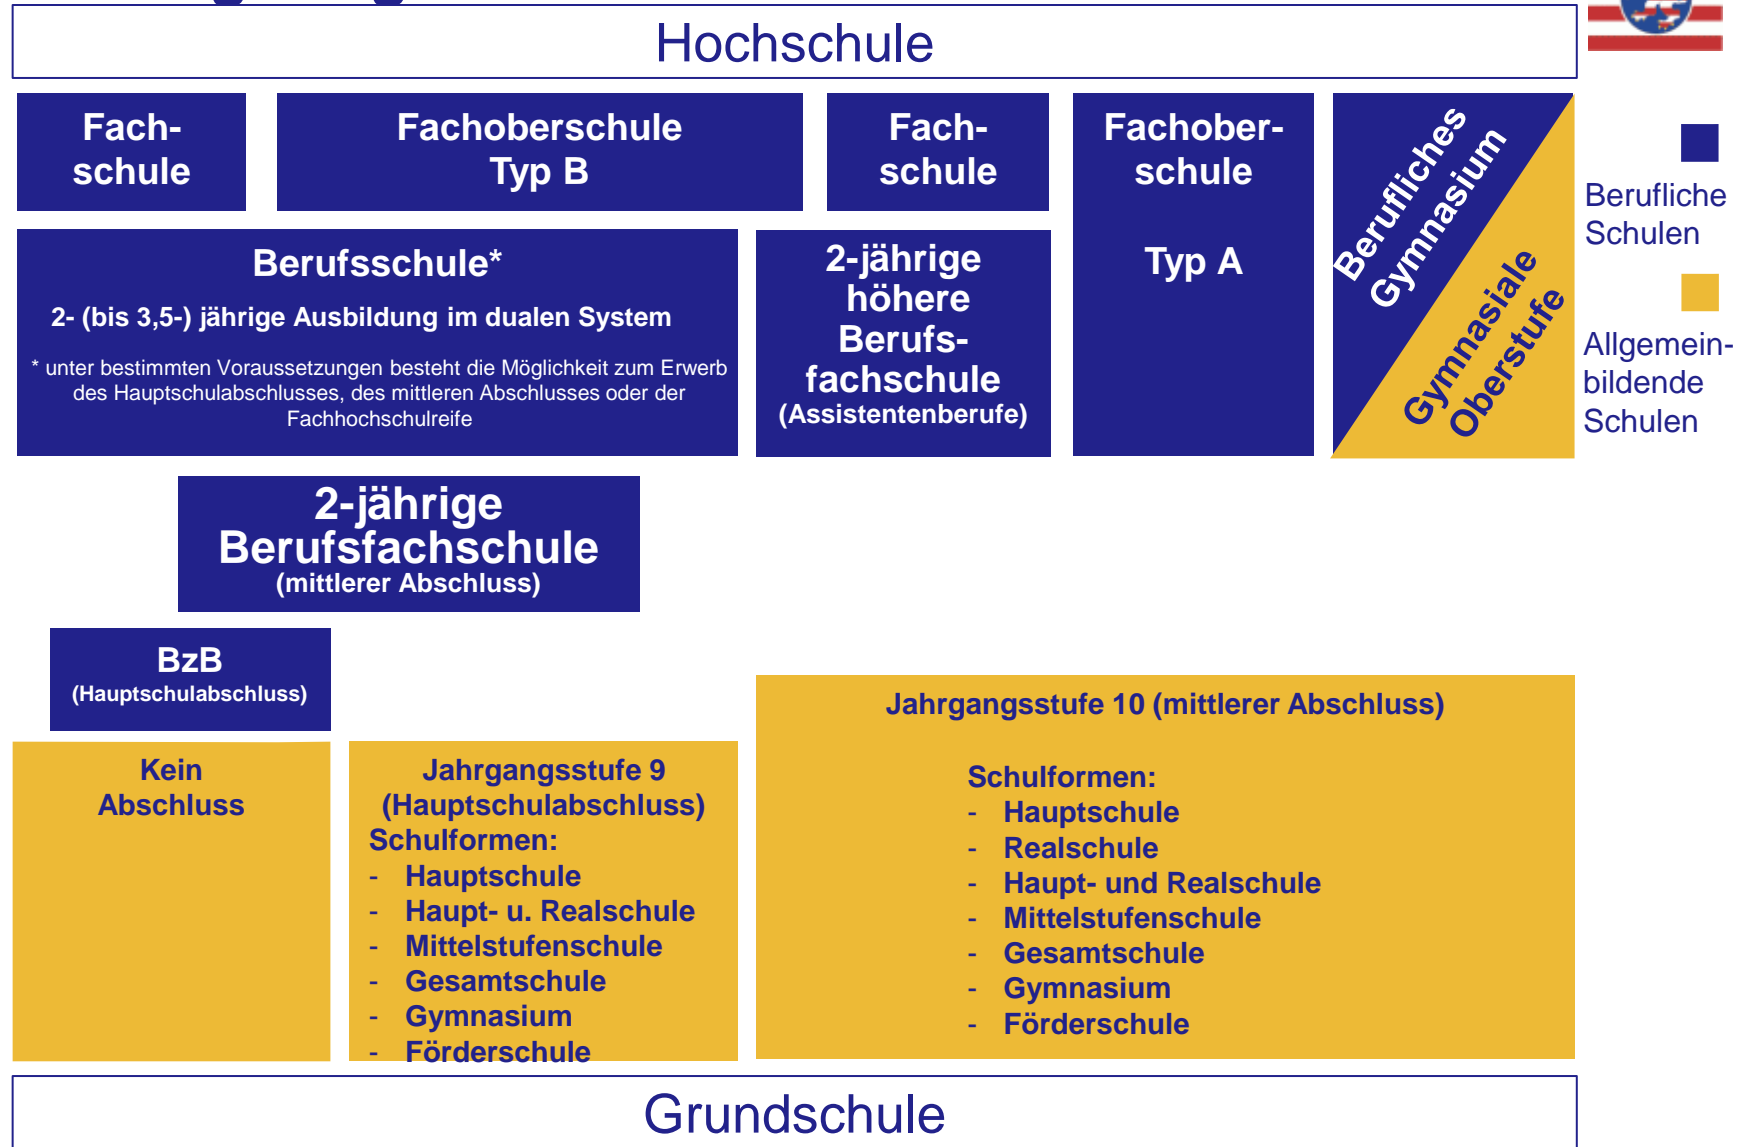 Hochschule
Fach-
schule
Fachoberschule
Typ B
Fach-
schule
Fachober-
schule
Typ A
Berufliches
Gymnasium
Gymnasiale
Oberstufe
Berufliche
Schulen
Allgemein-
bildende
Schulen
Berufsschule*
2- (bis 3,5-) jährige Ausbildung im dualen System
* unter bestimmten Voraussetzungen besteht die Möglichkeit zum Erwerb
des Hauptschulabschlusses, des mittleren Abschlusses oder der
Fachhochschulreife
2-jährige
höhere
Berufs-
fachschule
(Assistentenberufe)
2-jährige
Berufsfachschule
(mittlerer Abschluss)
BzB
(Hauptschulabschluss)
Kein
Abschluss
Jahrgangsstufe 9
(Hauptschulabschluss)
Schulformen:
- Hauptschule
- Haupt- u. Realschule
- Mittelstufenschule
- Gesamtschule
- Gymnasium
- Förderschule
Jahrgangsstufe 10 (mittlerer Abschluss)
Schulformen:
- Hauptschule
- Realschule
- Haupt- und Realschule
- Mittelstufenschule
- Gesamtschule
- Gymnasium
- Förderschule
Grundschule